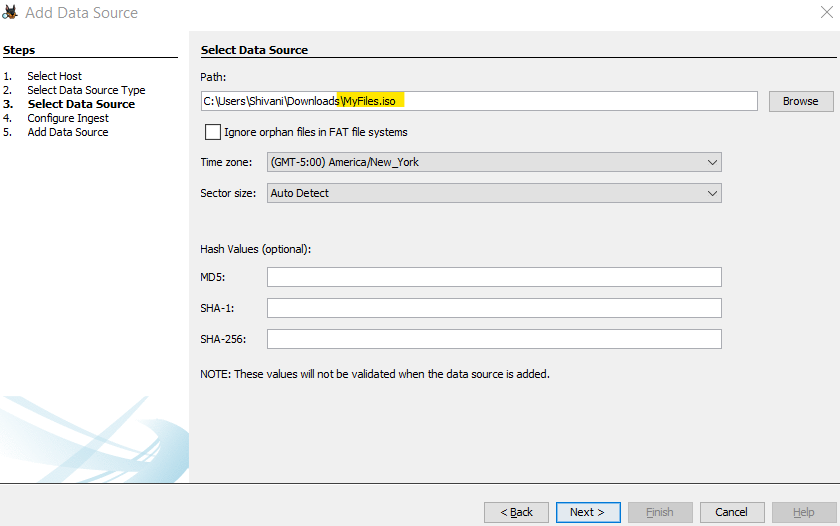 Add Data Source
Steps
1. Select Host
2. Select Data Source Type
3. Select Data Source
4. Configure Ingest
5. Add Data Source
Select Data Source
Path:
C:\Users\Shivani\Downloads\MyFiles.iso
Browse
Ignore orphan files in FAT file systems
Time zone: (GMT-5:00) America/New_York
Sector size: Auto Detect
Hash Values (optional):
MD5:
SHA-1:
SHA-256:
NOTE: These values will not be validated when the data source is added.
< Back Next > Finish Cancel Help